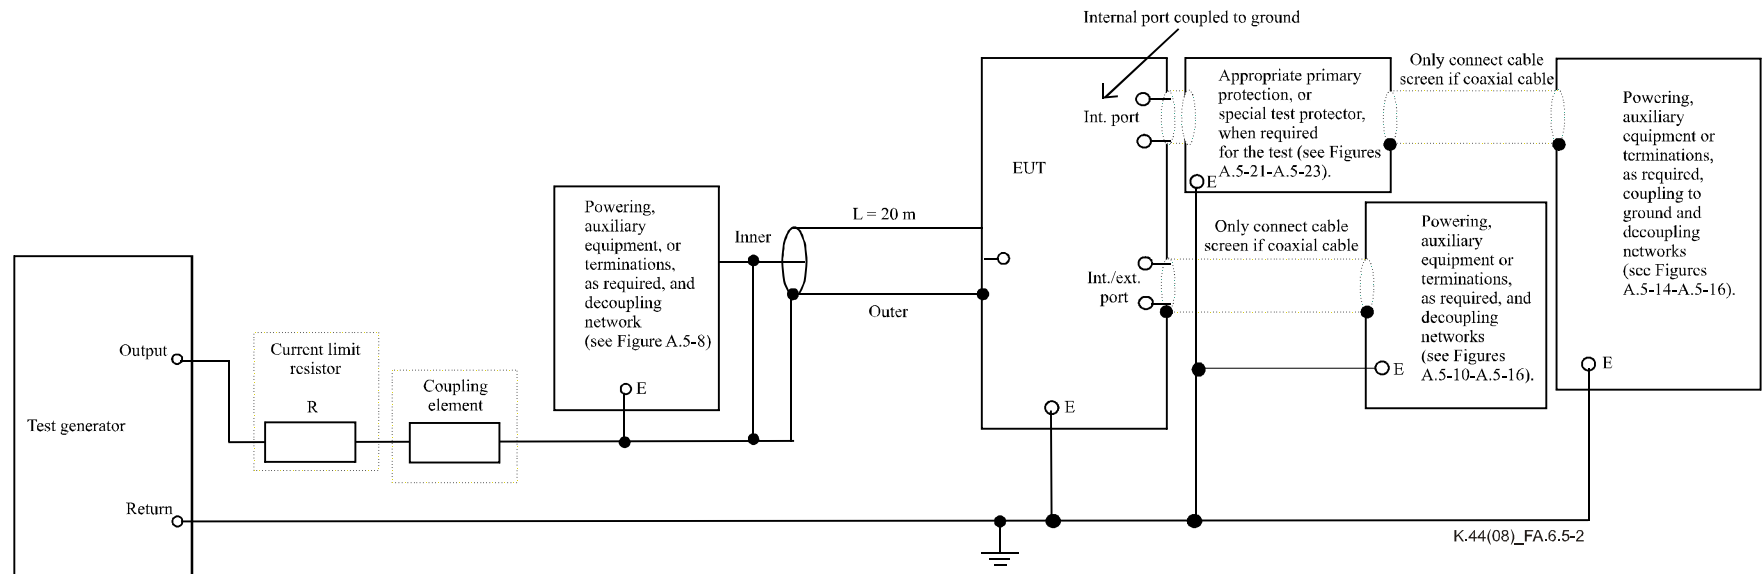 Internal port coupled to ground
Only connect cable
screen if coaxial cable
Appropriate primary
protection, or
special test protector,
when required
for the test (see Figures
A.5-21-A.5-23).
E
Powering,
auxiliary
equipment or
terminations,
as required,
coupling to
ground and
decoupling
networks
(see Figures
A.5-14-A.5-16).
E
Int. port
EUT
Int./ext.
port
E
Only connect cable
screen if coaxial cable
Powering,
auxiliary
equipment or
terminations,
as required, and
decoupling
networks
(see Figures
A.5-10-A.5-16).
E
L = 20 m
Inner
Outer
Powering,
auxiliary
equipment, or
terminations,
as required, and
decoupling
network
(see Figure A.5-8)
E
Output
Current limit
resistor
R
Coupling
element
Test generator
Return
K.44(08)_FA.6.5-2